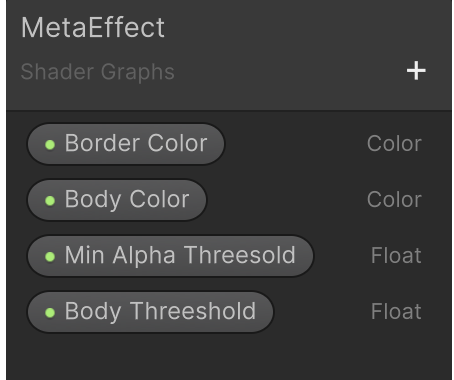 MetaEffect
Shader Graphs
+
Border Color Color
Body Color Color
Min Alpha Threesold Float
Body Threeshold Float